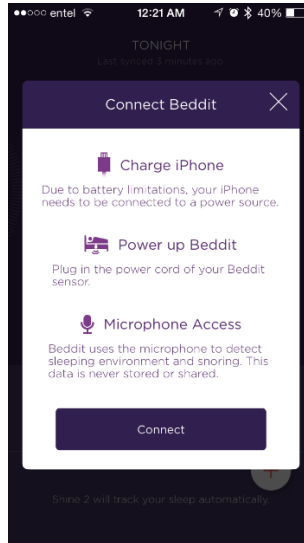 entel 12:21 AM 40%
TONIGHT
Last synced 3 minutes ago
Connect Beddit
Charge iPhone
Due to battery limitations, your iPhone
needs to be connected to a power source.
Power up Beddit
Plug in the power cord of your Beddit
sensor.
Microphone Access
Beddit uses the microphone to detect
sleeping environment and snoring. This
data is never stored or shared.
Connect
Shine 2 will track your sleep automatically.